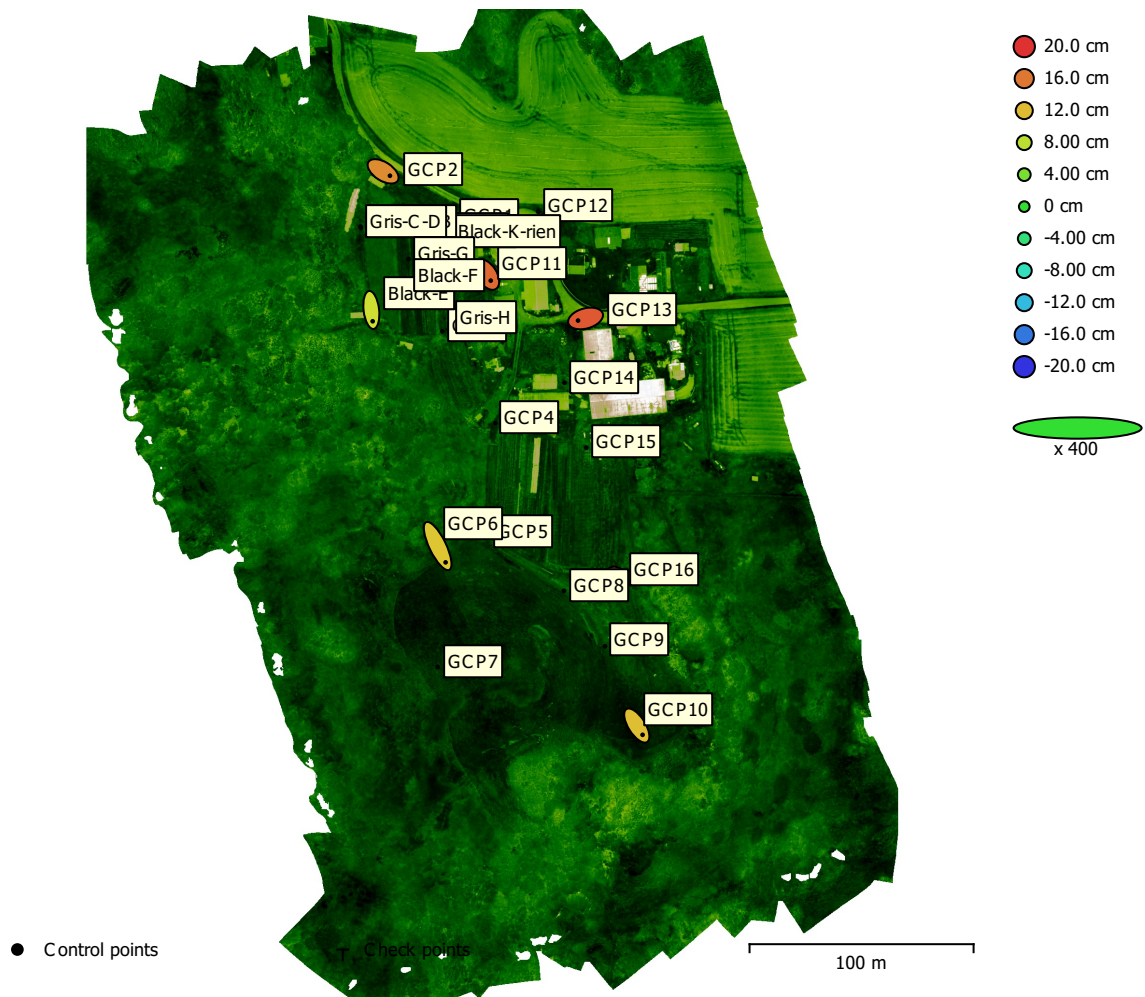 20.0 cm
16.0 cm
12.0 cm
8.00 cm
4.00 cm
0 cm
-4.00 cm
-8.00 cm
-12.0 cm
-16.0 cm
-20.0 cm
x 400
GCP2
GCP12
Gris-C-D
Black-K-rien
Gris-G
GCP11
Black-F
Black-E
GCP13
Gris-H
GCP14
GCP4
GCP15
GCP6
GCP5
GCP16
GCP8
GCP9
GCP7
GCP10
Control points
Check points
100 m